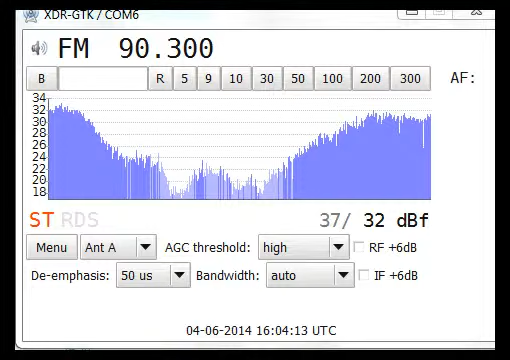 XDR-GTK / COM6
FM 90.300
B R 5 9 10 30 50 100 200 300 AF:
34
32
30
28
26
24
22
20
18
ST RDS 37/ 32 dBf
Menu Ant A AGC threshold: high RF +6dB
De-emphasis: 50 us Bandwidth: auto IF +6dB
04-06-2014 16:04:13 UTC